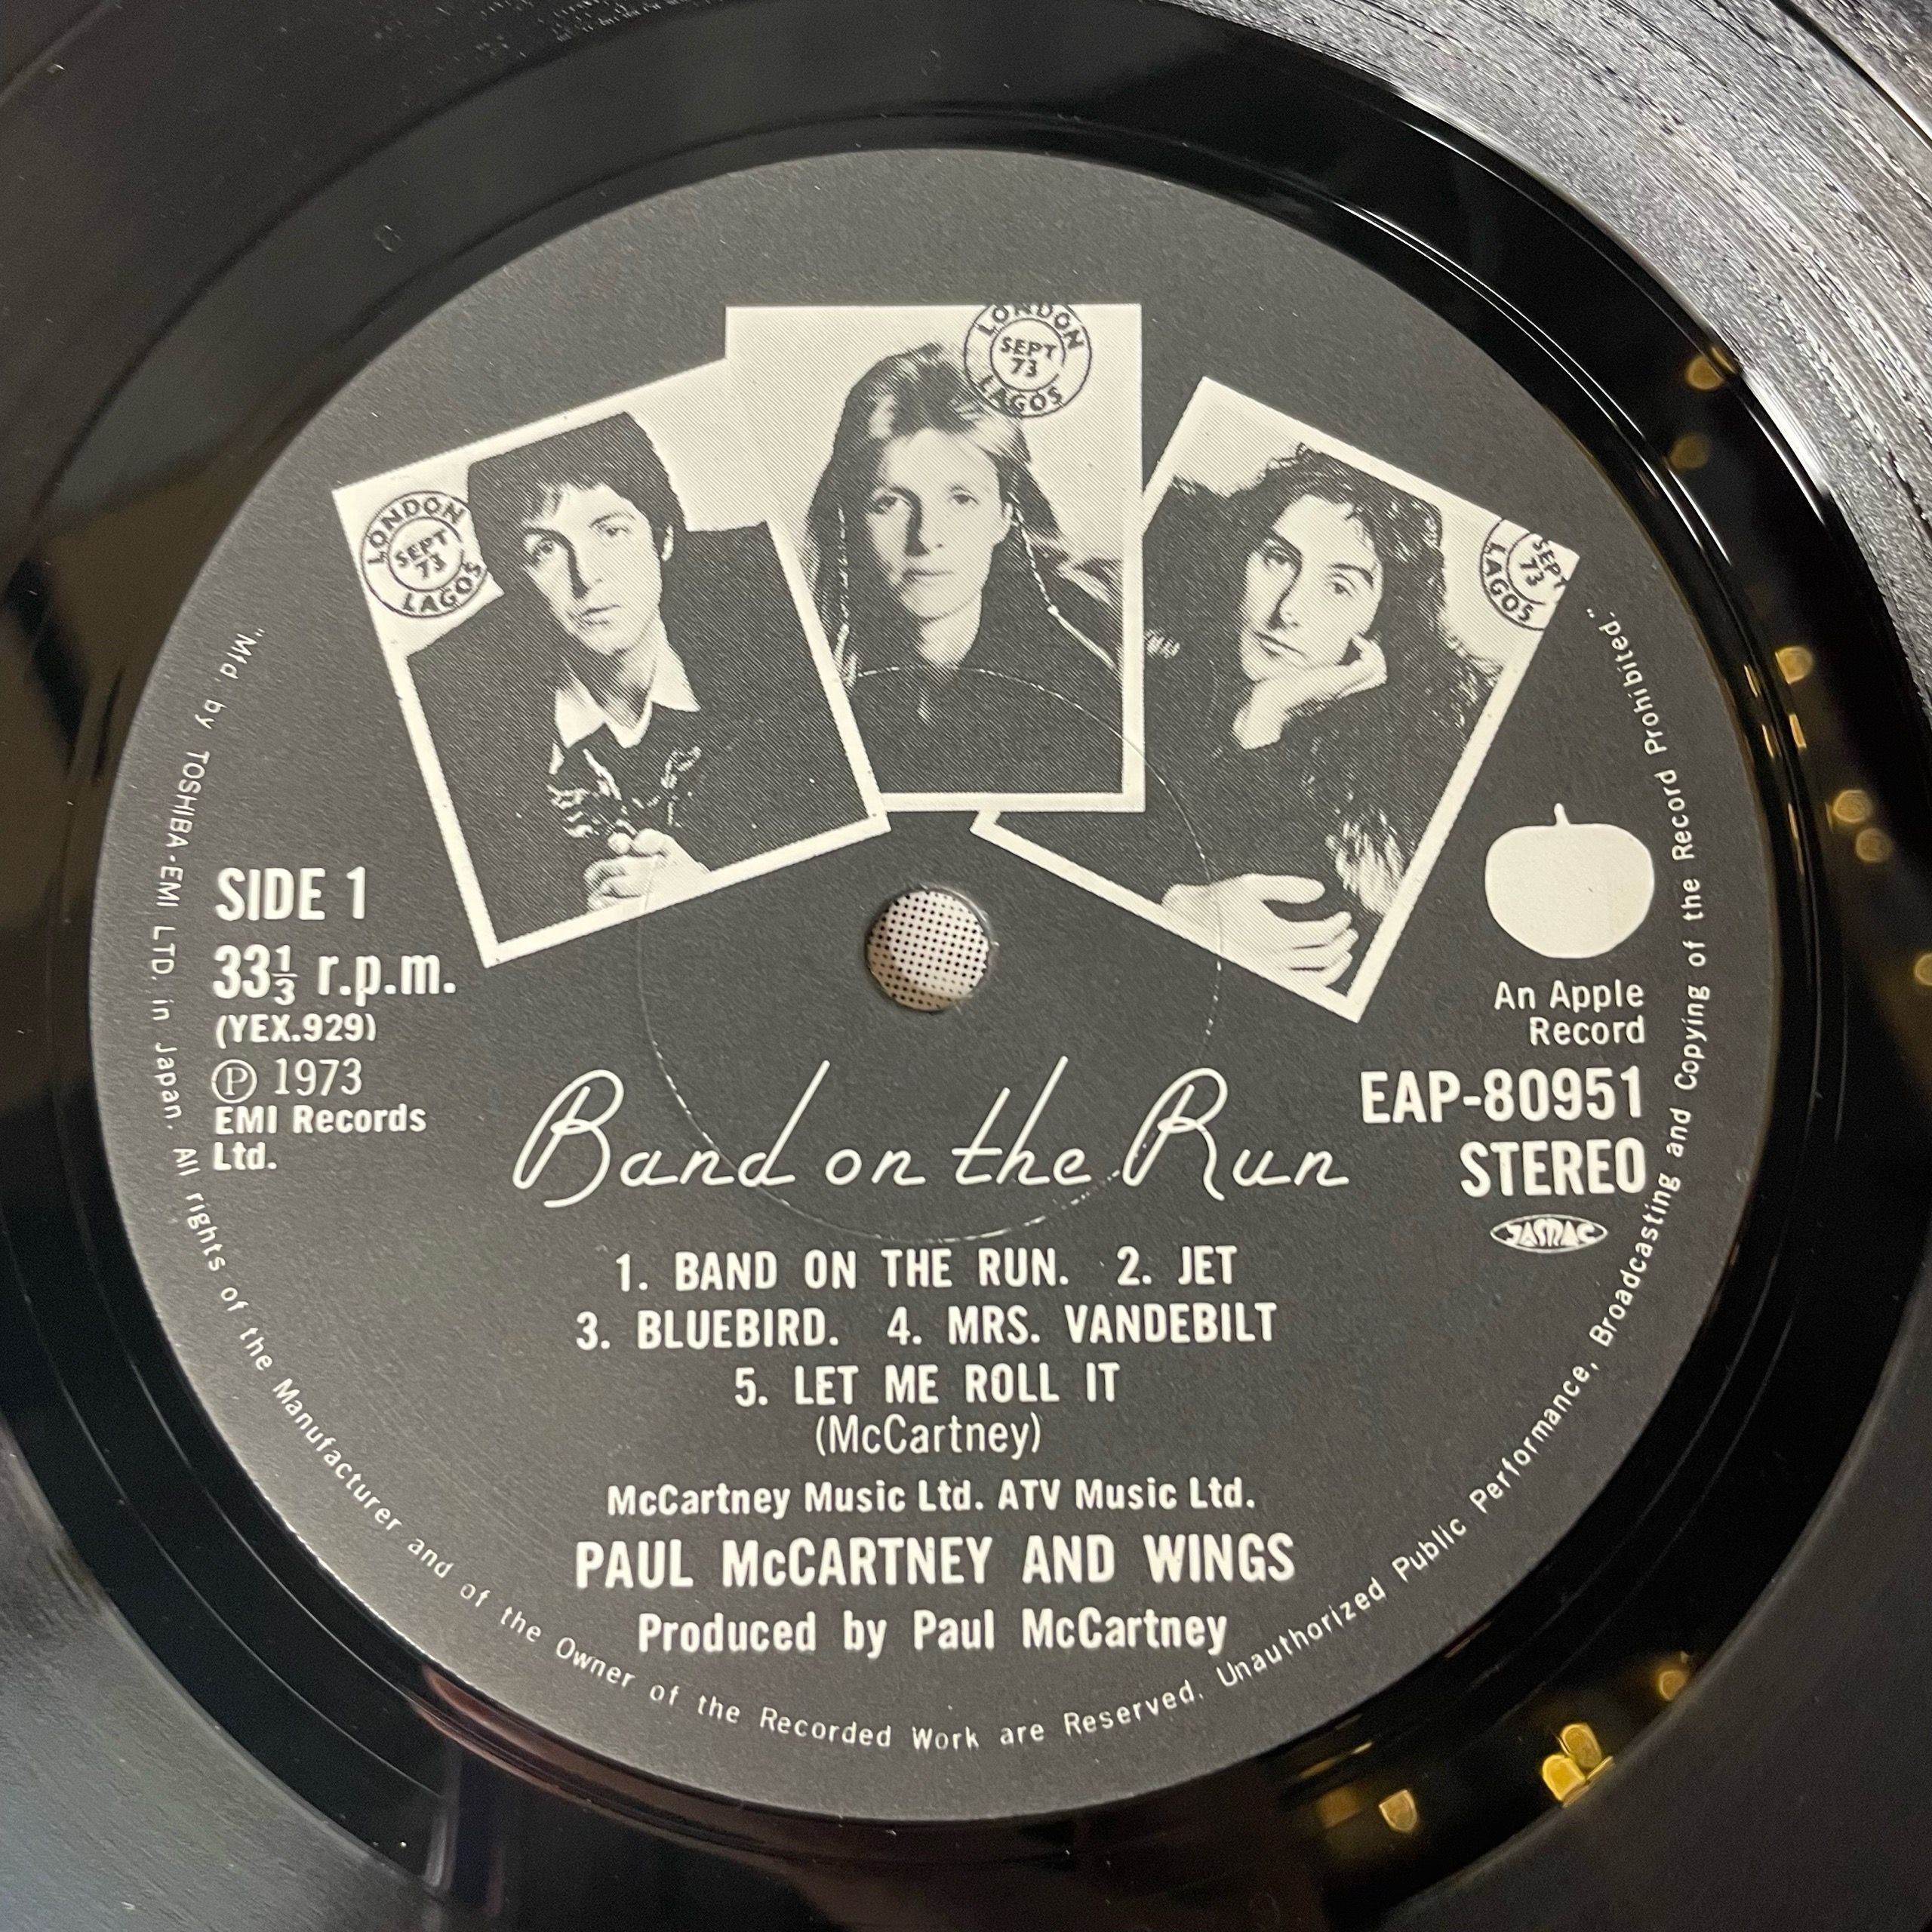 LONDON
SEPT
73
LAGOS
LONDON
SEPT
73
LAGOS
SEPT
73
LAGOS
SIDE 1
33⅓ r.p.m.
(YEX.929)
Ⓟ 1973
EMI Records
Ltd.
An Apple
Record
EAP-80951
STEREO
JASRAC
Band on the Run
1. BAND ON THE RUN. 2. JET
3. BLUEBIRD. 4. MRS. VANDEBILT
5. LET ME ROLL IT
(McCartney)
McCartney Music Ltd. ATV Music Ltd.
PAUL McCARTNEY AND WINGS
Produced by Paul McCartney
"M'd by TOSHIBA-EMI LTD. in Japan. All rights of the Manufacturer and of the Owner of the Recorded Work are Reserved. Unauthorized Public Performance, Broadcasting and Copying of the Record Prohibited."